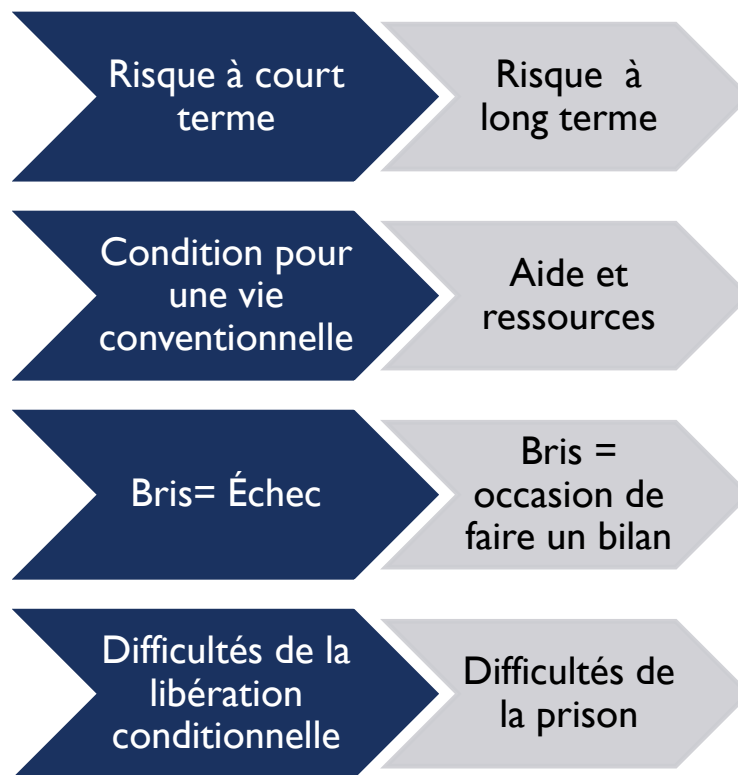 Risque à court
terme
Risque à
long terme
Condition pour
une vie
conventionnelle
Aide et
ressources
Bris= Échec
Bris =
occasion de
faire un bilan
Difficultés de la
libération
conditionnelle
Difficultés de
la prison